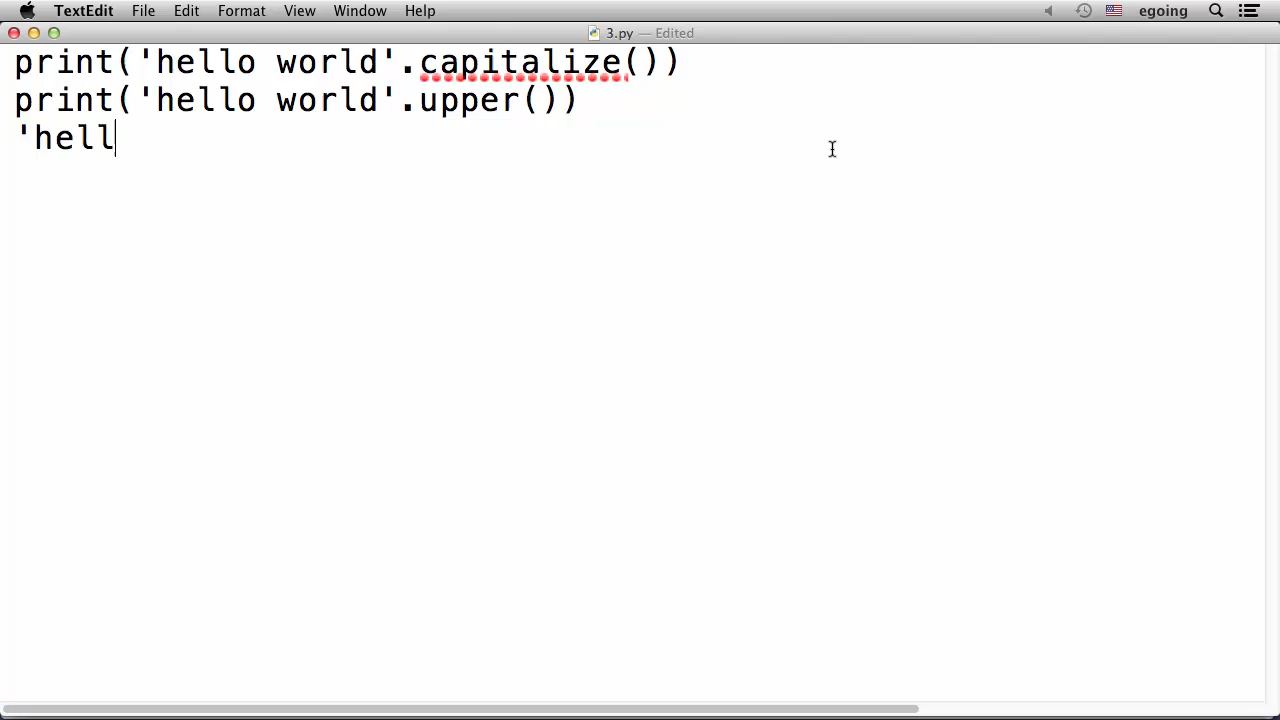 TextEdit File Edit Format View Window Help egoing
3.py — Edited
print('hello world'.capitalize())
print('hello world'.upper())
'hell